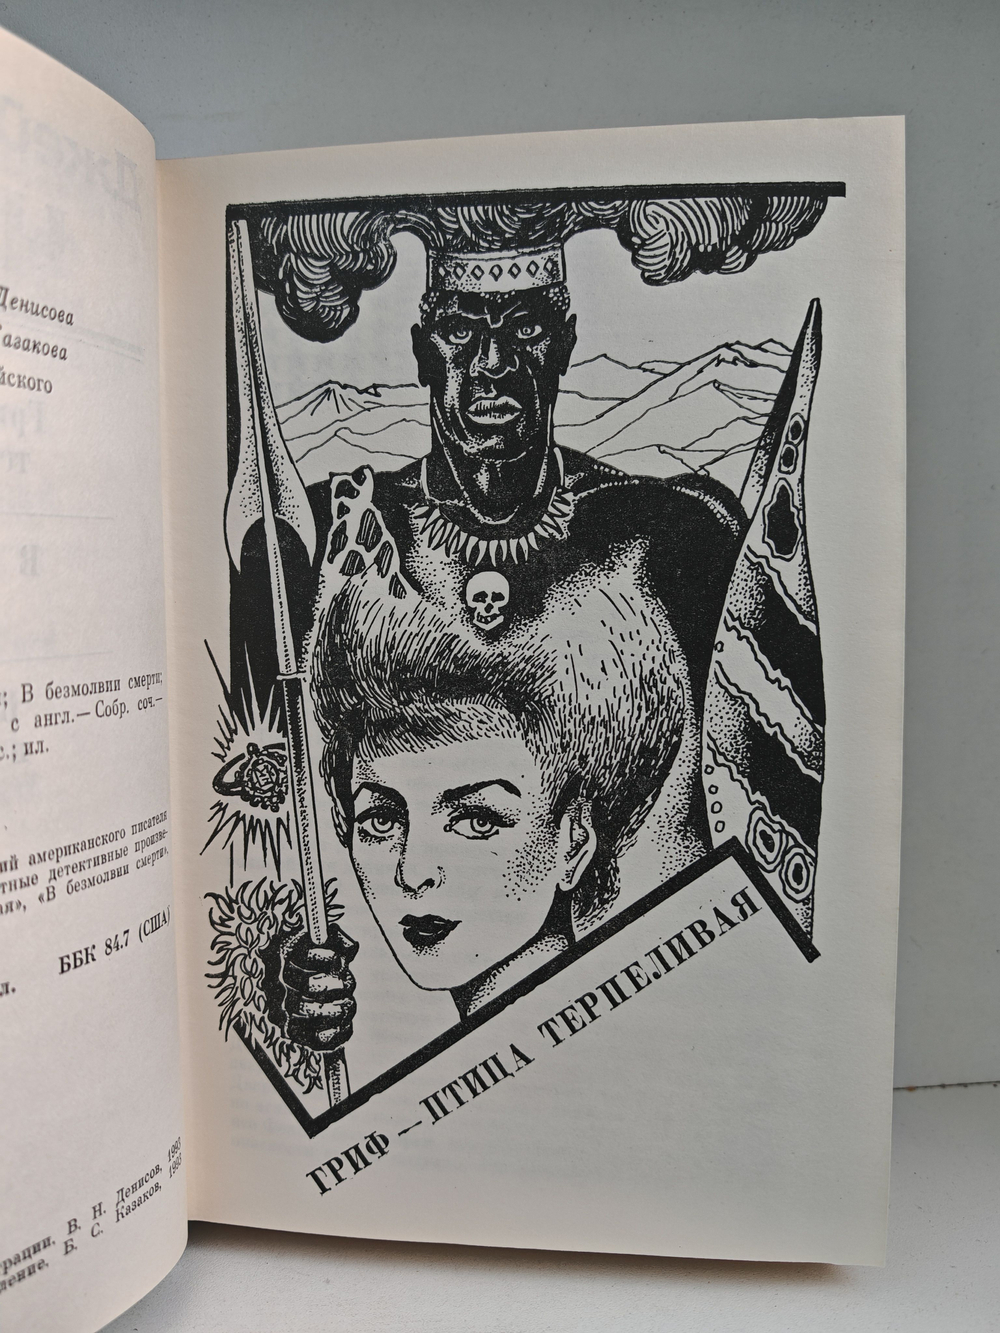 Денисова
Казакова
йского
; В безмолвии смерти;
с англ.— Собр. соч.—
с.; ил.
ий американского писателя
тные детективные произве-
ая», «В безмолвии смерти».
ББК 84.7 (США)
л.
рации. В. Н. Денисов, 1993
ление. Б. С. Казаков, 1993
ГРИФ — ПТИЦА ТЕРПЕЛИВАЯ